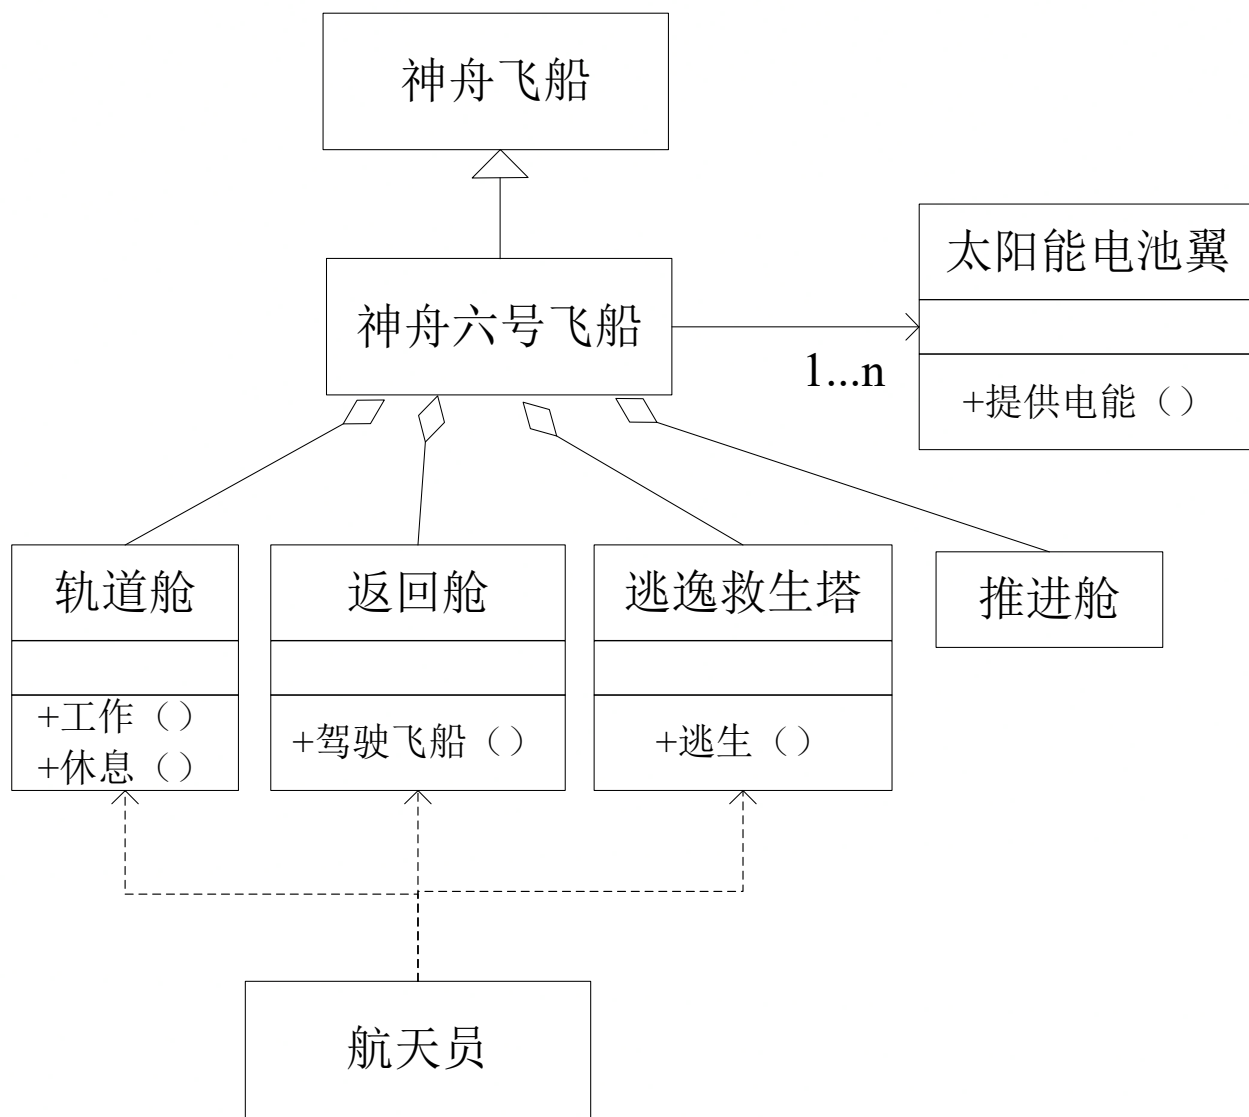 神舟飞船
太阳能电池翼
神舟六号飞船
1...n
+提供电能（）
轨道舱
返回舱
逃逸救生塔
推进舱
+工作（）
+休息（）
+驾驶飞船（）
+逃生（）
航天员